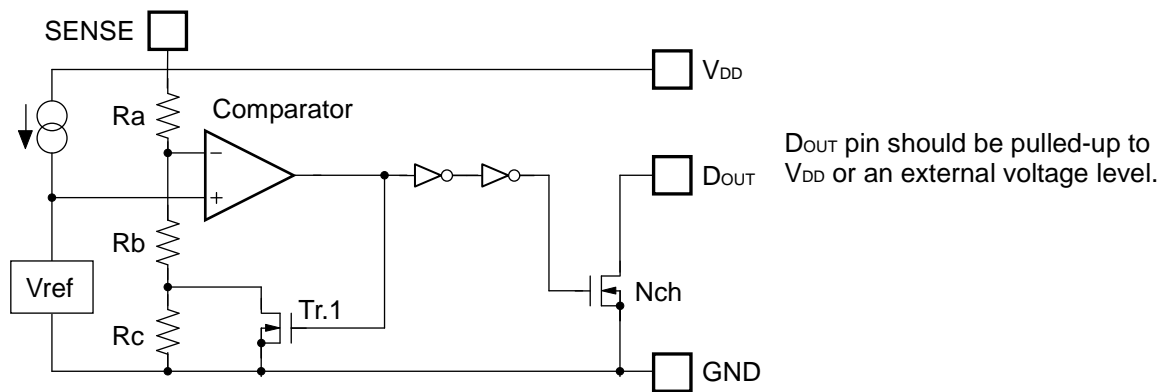 SENSE
VDD
Ra
Comparator
−
+
DOUT
DOUT pin should be pulled-up to
VDD or an external voltage level.
Rb
Vref
Tr.1
Nch
Rc
GND